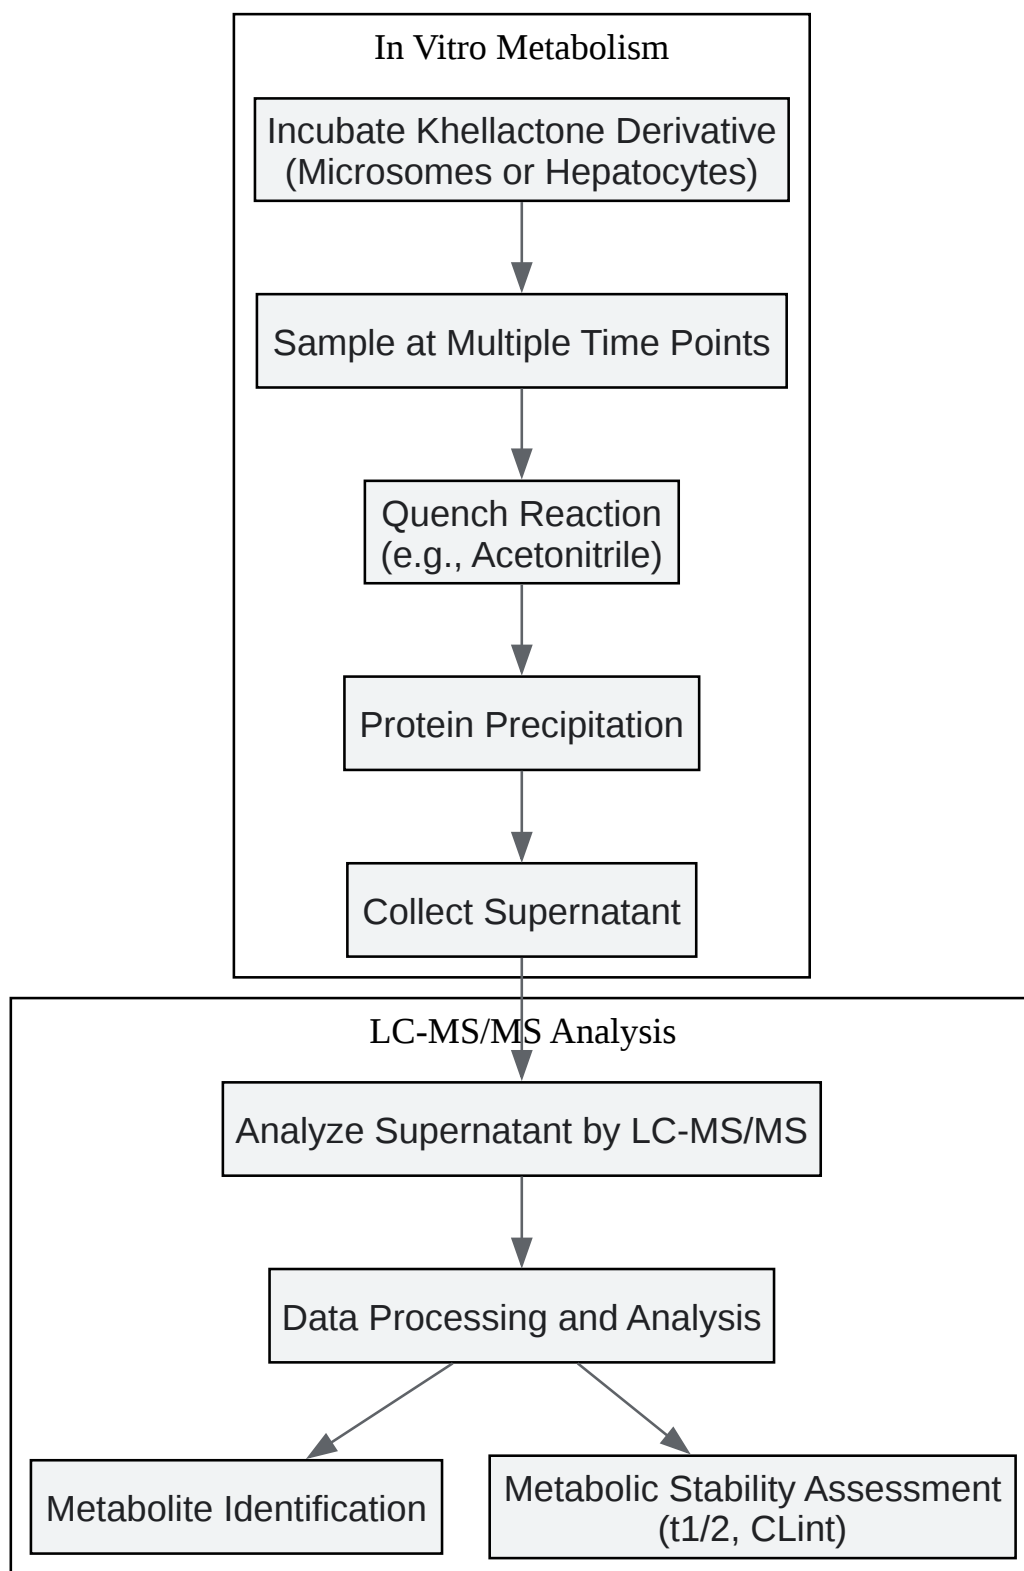 In Vitro Metabolism
Incubate Khellactone Derivative
(Microsomes or Hepatocytes)
Sample at Multiple Time Points
Quench Reaction
(e.g., Acetonitrile)
Protein Precipitation
Collect Supernatant
LC-MS/MS Analysis
Analyze Supernatant by LC-MS/MS
Data Processing and Analysis
Metabolite Identification
Metabolic Stability Assessment
(t1/2, CLint)